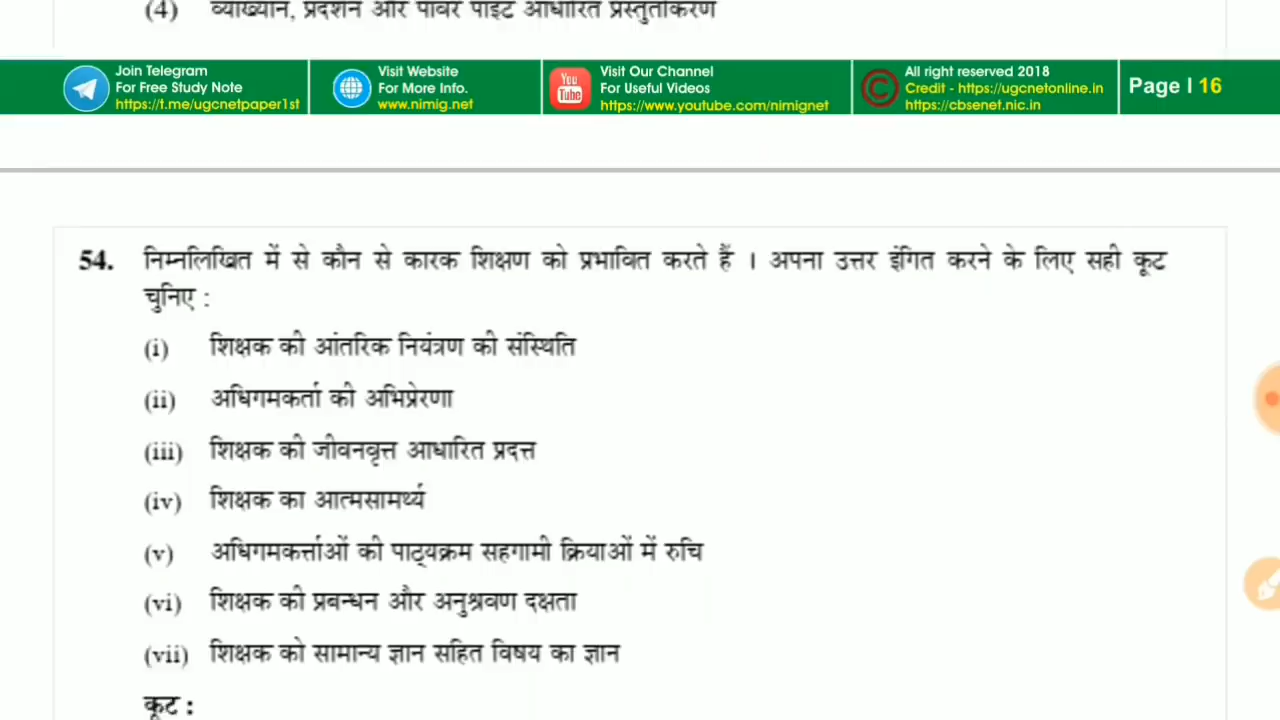 (4) व्याख्यान, प्रदर्शन और पावर पाइंट आधारित प्रस्तुतीकरण
Join Telegram
For Free Study Note
https://t.me/ugcnetpaper1st
Visit Website
For More Info.
www.nimig.net
You
Tube
Visit Our Channel
For Useful Videos
https://www.youtube.com/nimignet
C
All right reserved 2018
Credit - https://ugcnetonline.in
https://cbsenet.nic.in
Page I 16
54. निम्नलिखित में से कौन से कारक शिक्षण को प्रभावित करते हैं । अपना उत्तर इंगित करने के लिए सही कूट
चुनिए :
(i) शिक्षक की आंतरिक नियंत्रण की संस्थिति
(ii) अधिगमकर्ता की अभिप्रेरणा
(iii) शिक्षक की जीवनवृत्त आधारित प्रदत्त
(iv) शिक्षक का आत्मसामर्थ्य
(v) अधिगमकर्त्ताओं की पाठ्यक्रम सहगामी क्रियाओं में रुचि
(vi) शिक्षक की प्रबन्धन और अनुश्रवण दक्षता
(vii) शिक्षक को सामान्य ज्ञान सहित विषय का ज्ञान
कूट :